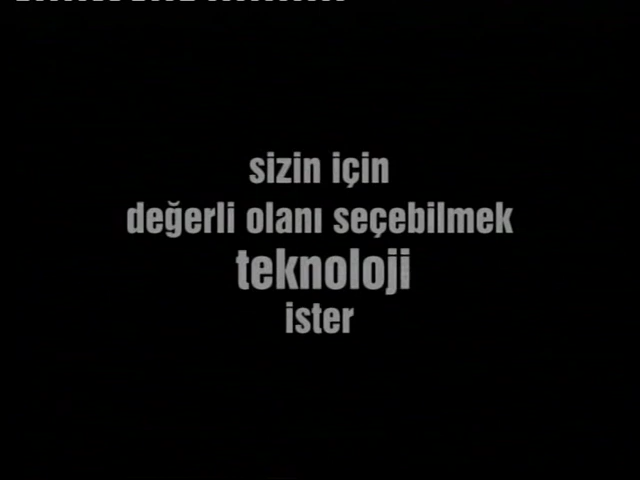 sizin için
değerli olanı seçebilmek
teknoloji
ister